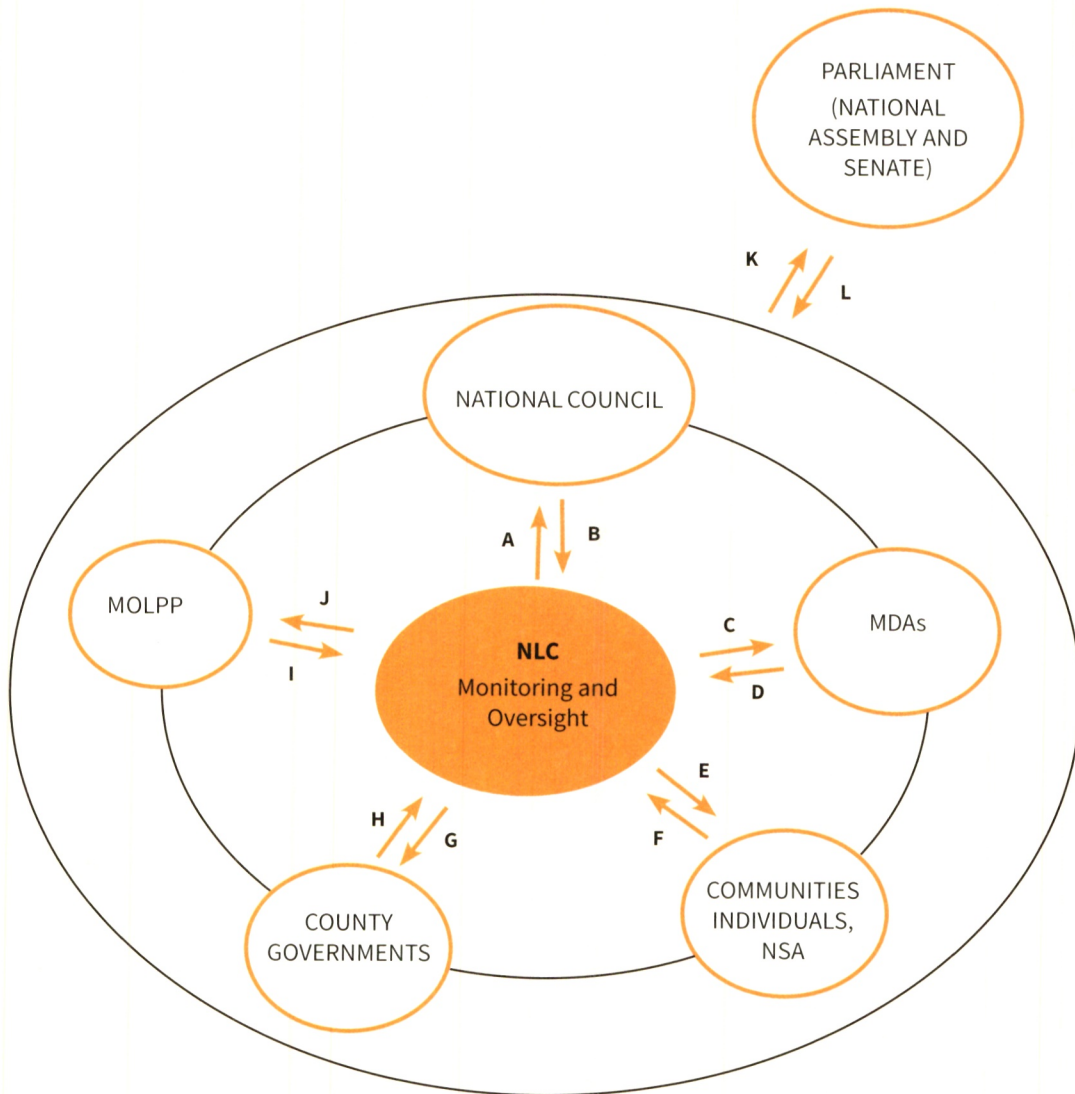 PARLIAMENT
(NATIONAL
ASSEMBLY AND
SENATE)
K
L
NATIONAL COUNCIL
A
B
MOLPP
J
I
NLC
Monitoring and
Oversight
C
D
MDAs
E
F
H
G
COUNTY
GOVERNMENTS
COMMUNITIES
INDIVIDUALS,
NSA